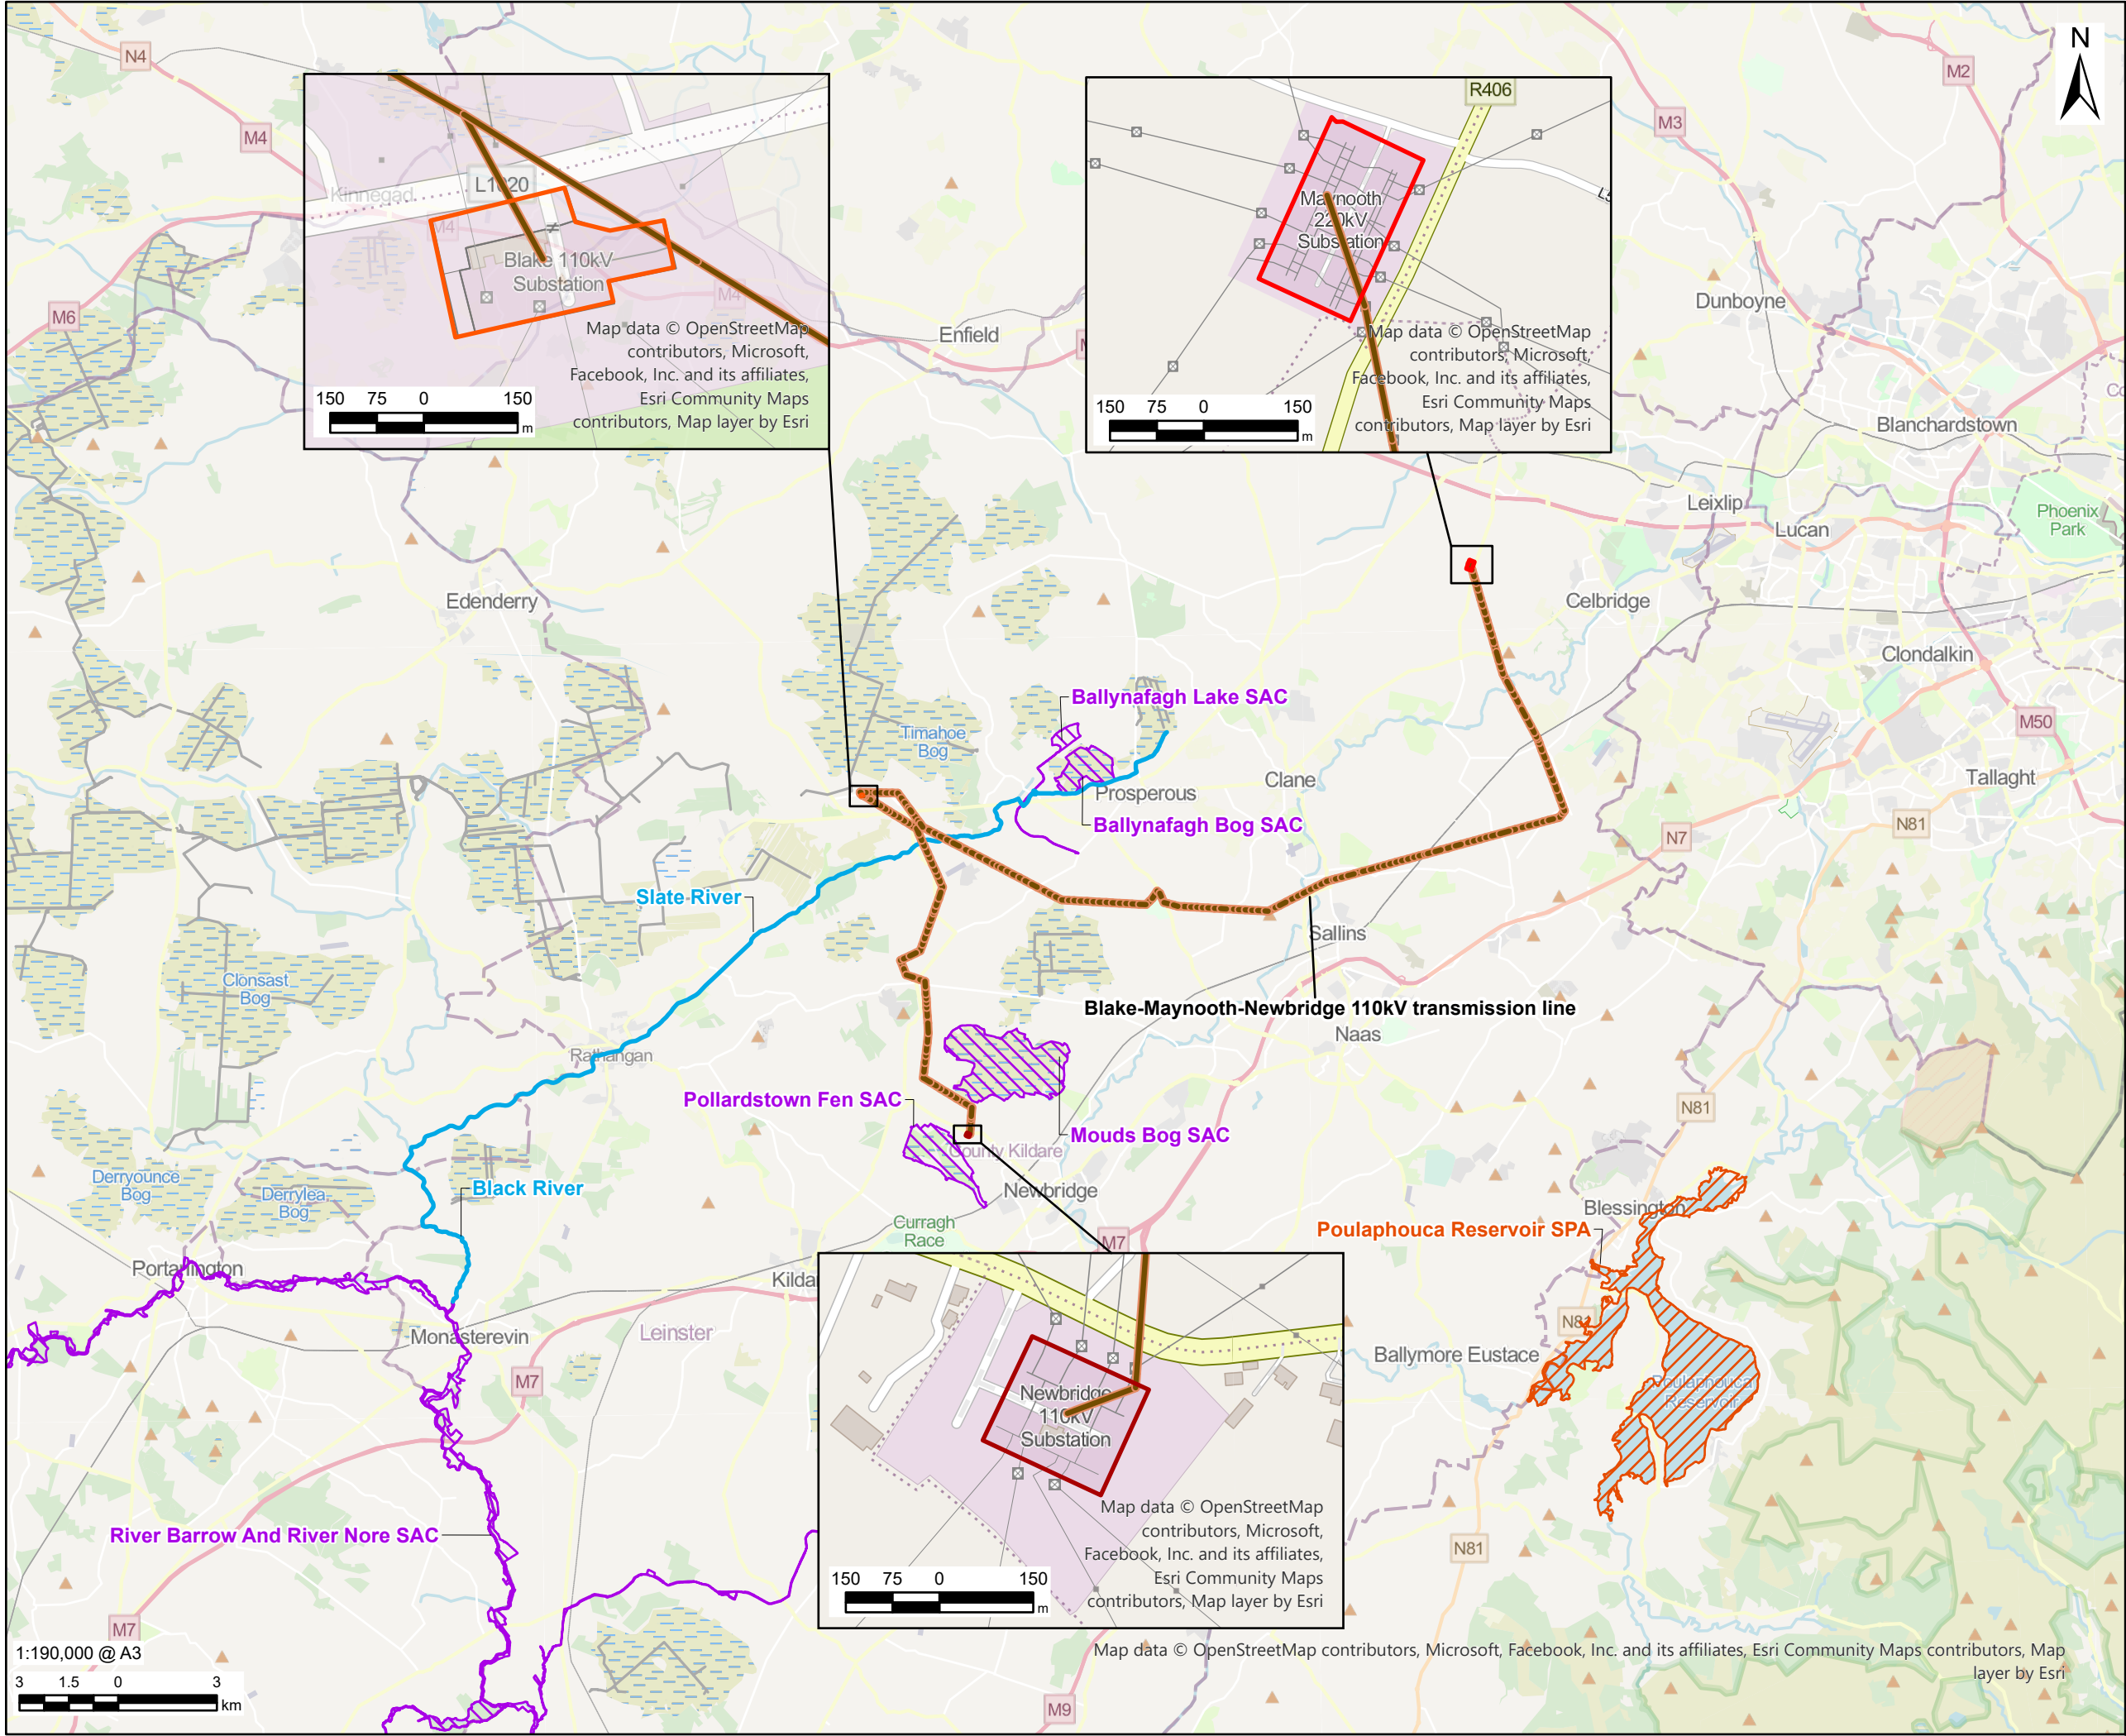 N4
M4
M6
Kinnegad
M4
M4
L1020
Blake 110kV
Substation
Map data © OpenStreetMap
contributors, Microsoft,
Facebook, Inc. and its affiliates,
Esri Community Maps
contributors, Map layer by Esri
150 75 0 150
m
R406
Maynooth
220kV
Substation
Map data © OpenStreetMap
contributors, Microsoft,
Facebook, Inc. and its affiliates,
Esri Community Maps
contributors, Map layer by Esri
150 75 0 150
m
N
M2
M3
Enfield
Dunboyne
Blanchardstown
Leixlip
Lucan
Phoenix
Park
Edenderry
Celbridge
Clondalkin
M50
Ballynafagh Lake SAC
Timahoe
Bog
Clane
Tallaght
Prosperous
Ballynafagh Bog SAC
N7
N81
Slate River
Sallins
Clonsast
Bog
Blake-Maynooth-Newbridge 110kV transmission line
Naas
Rathangan
Pollardstown Fen SAC
N81
Mouds Bog SAC
County Kildare
Derryounce
Bog
Derrylea
Bog
Black River
Newbridge
Blessington
Curragh
Race
Poulaphouca Reservoir SPA
M7
Portarlington
Kildar
N81
Monasterevin
Leinster
Ballymore Eustace
M7
Poulaphouca
Reservoir
Newbridge
110kV
Substation
Map data © OpenStreetMap
contributors, Microsoft,
Facebook, Inc. and its affiliates,
Esri Community Maps
contributors, Map layer by Esri
150 75 0 150
m
River Barrow And River Nore SAC
N81
M7
1:190,000 @ A3
3 1.5 0 3
km
M9
Map data © OpenStreetMap contributors, Microsoft, Facebook, Inc. and its affiliates, Esri Community Maps contributors, Map
layer by Esri